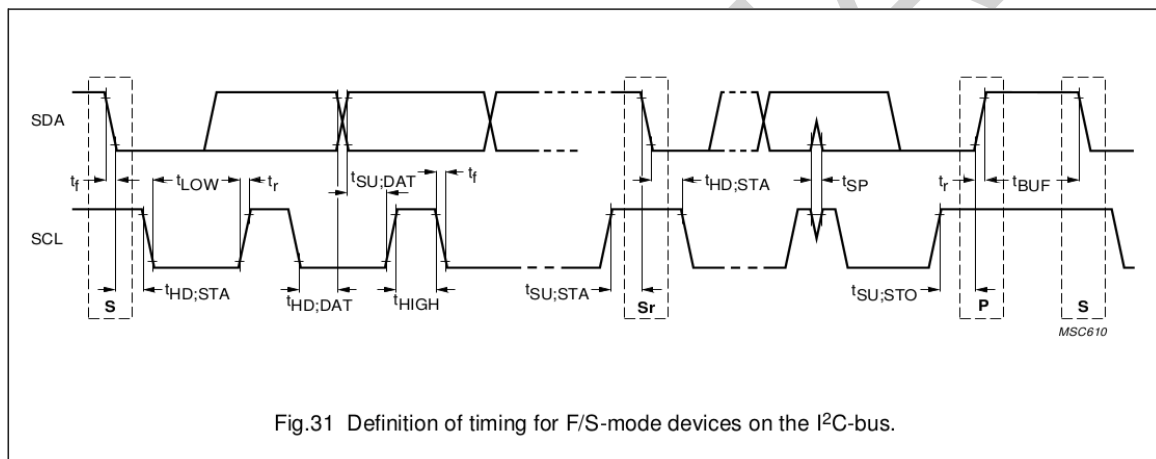 SDA
tf tLOW tr tSU;DAT tf tHD;STA tSP tr tBUF
SCL
tHD;STA tHD;DAT tHIGH tSU;STA tSU;STO
S Sr P S
MSC610
Fig.31 Definition of timing for F/S-mode devices on the I²C-bus.